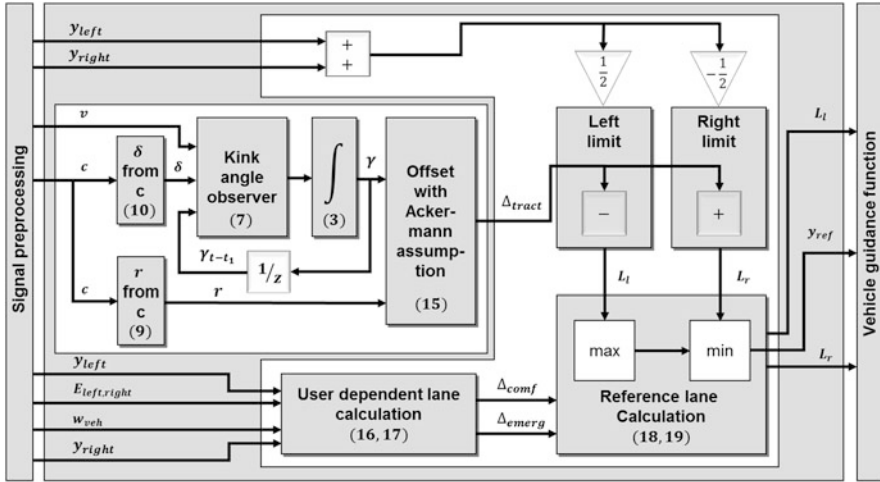 Signal preprocessing
y_left
y_right
+
+
1/2
-1/2
Left
limit
Right
limit
−
+
v
c
δ
from
c
(10)
δ
Kink
angle
observer
(7)
∫
(3)
γ
Offset
with
Acker-
mann
assump-
tion
(15)
Δ_tract
γ_{t−t_1}
1/z
c
r
from
c
(9)
r
L_l
L_r
max
min
Reference lane
Calculation
(18, 19)
y_left
E_left,right
w_veh
y_right
User dependent lane
calculation
(16, 17)
Δ_comf
Δ_emerg
L_l
y_ref
L_r
Vehicle guidance function